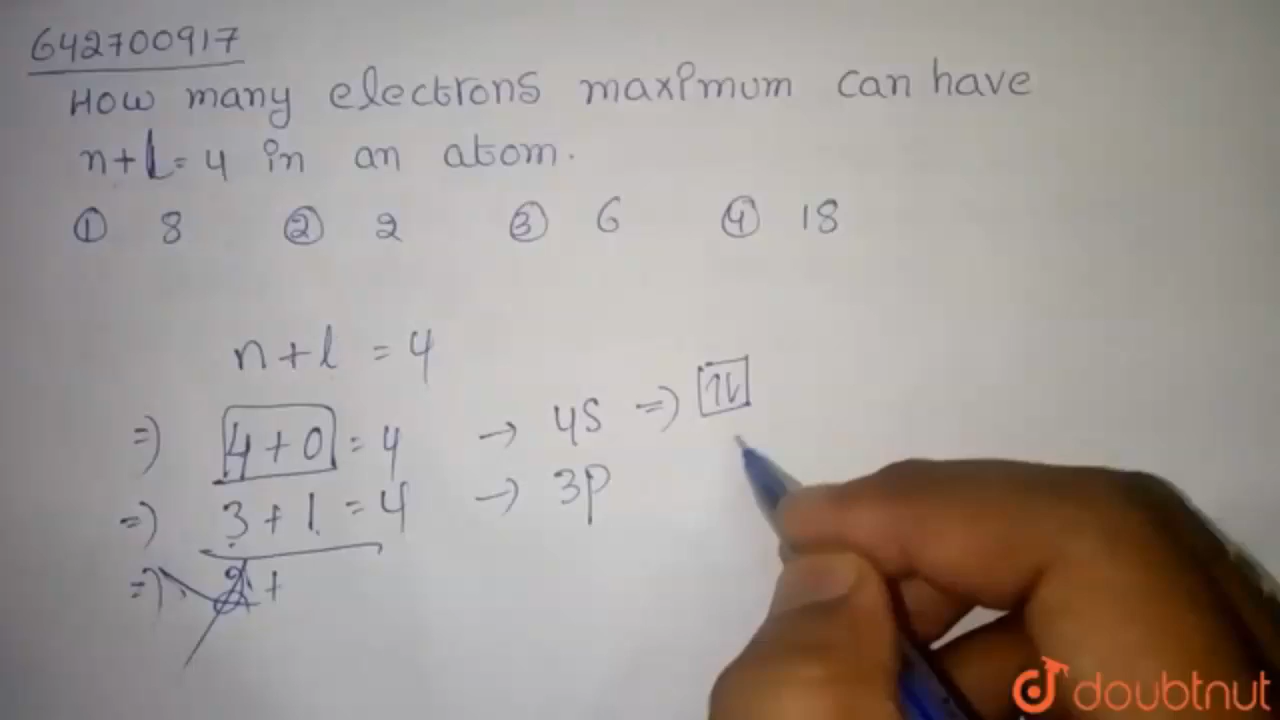 642700917
How many electrons maximum can have
n+l=4 in an atom.
① 8 ② 2 ③ 6 ④ 18
n+l =4
⇒ 4+0=4 → 4S ⇒ ⥮
⇒ 3+1=4 → 3p
⇒ 2+
doubtnut